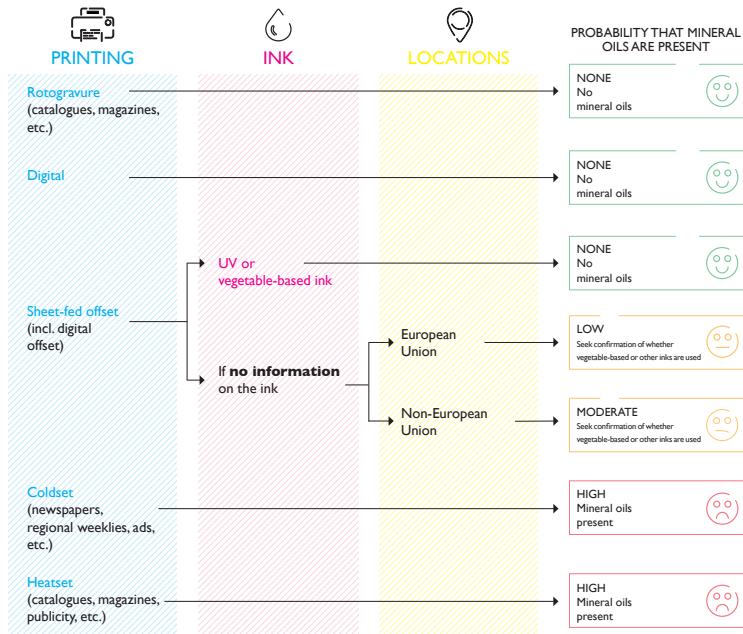 PRINTING
INK
LOCATIONS
PROBABILITY THAT MINERAL
OILS ARE PRESENT
Rotogravure
(catalogues, magazines,
etc.)
NONE
No
mineral oils
Digital
NONE
No
mineral oils
UV or
vegetable-based ink
NONE
No
mineral oils
Sheet-fed offset
(incl. digital
offset)
If no information
on the ink
European
Union
LOW
Seek confirmation of whether
vegetable-based or other inks are used
Non-European
Union
MODERATE
Seek confirmation of whether
vegetable-based or other inks are used
Coldset
(newspapers,
regional weeklies, ads,
etc.)
HIGH
Mineral oils
present
Heatset
(catalogues, magazines,
publicity, etc.)
HIGH
Mineral oils
present